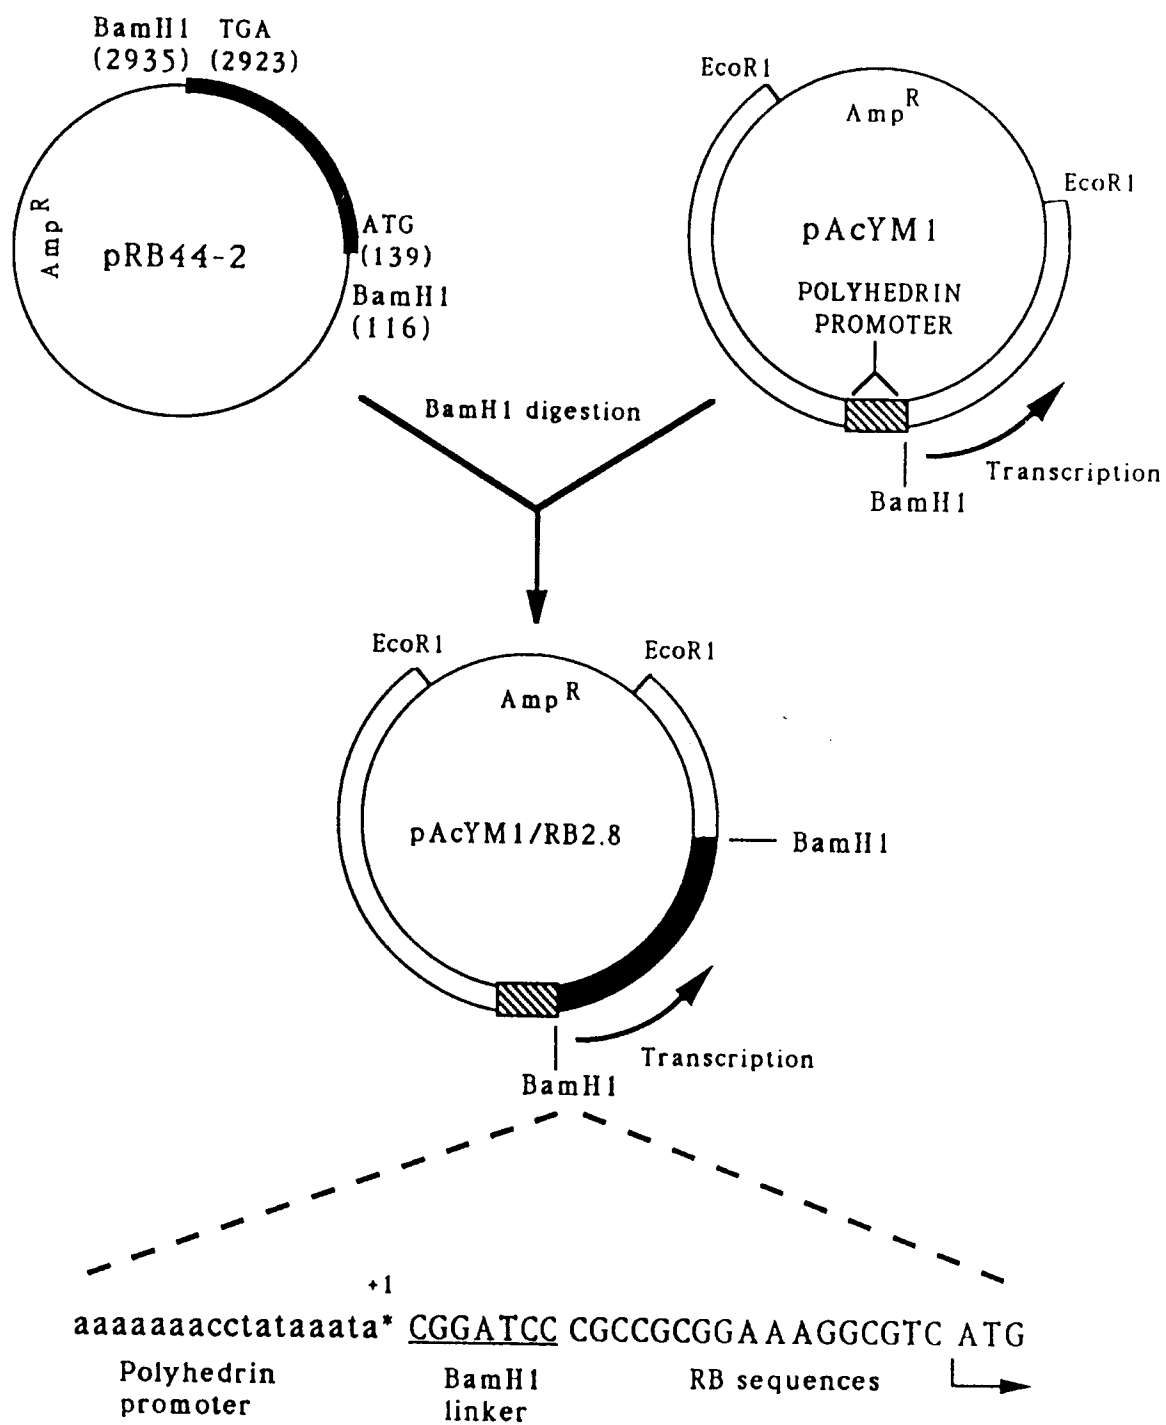 BamH1 TGA
(2935) (2923)
Amp R
pRB44-2
ATG
(139)
BamH1
(116)
EcoR1
Amp R
EcoR1
pAcYM1
POLYHEDRIN
PROMOTER
Transcription
BamH1
BamH1 digestion
EcoR1
EcoR1
Amp R
pAcYM1/RB2.8
BamH1
Transcription
BamH1
+1
aaaaaaacctataaata* CGGATCC CGCCGCGGAAAGGCGTC ATG
Polyhedrin
promoter
BamH1
linker
RB sequences